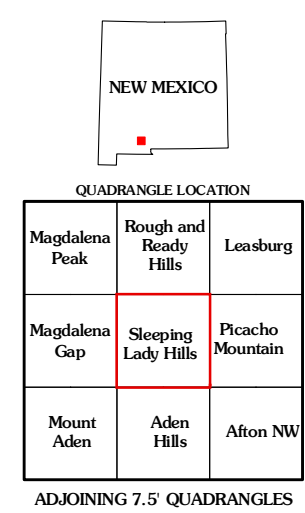 NEW MEXICO
QUADRANGLE LOCATION
Magdalena
Peak
Rough and
Ready
Hills
Leasburg
Magdalena
Gap
Sleeping
Lady Hills
Picacho
Mountain
Mount
Aden
Aden
Hills
Afton NW
ADJOINING 7.5' QUADRANGLES